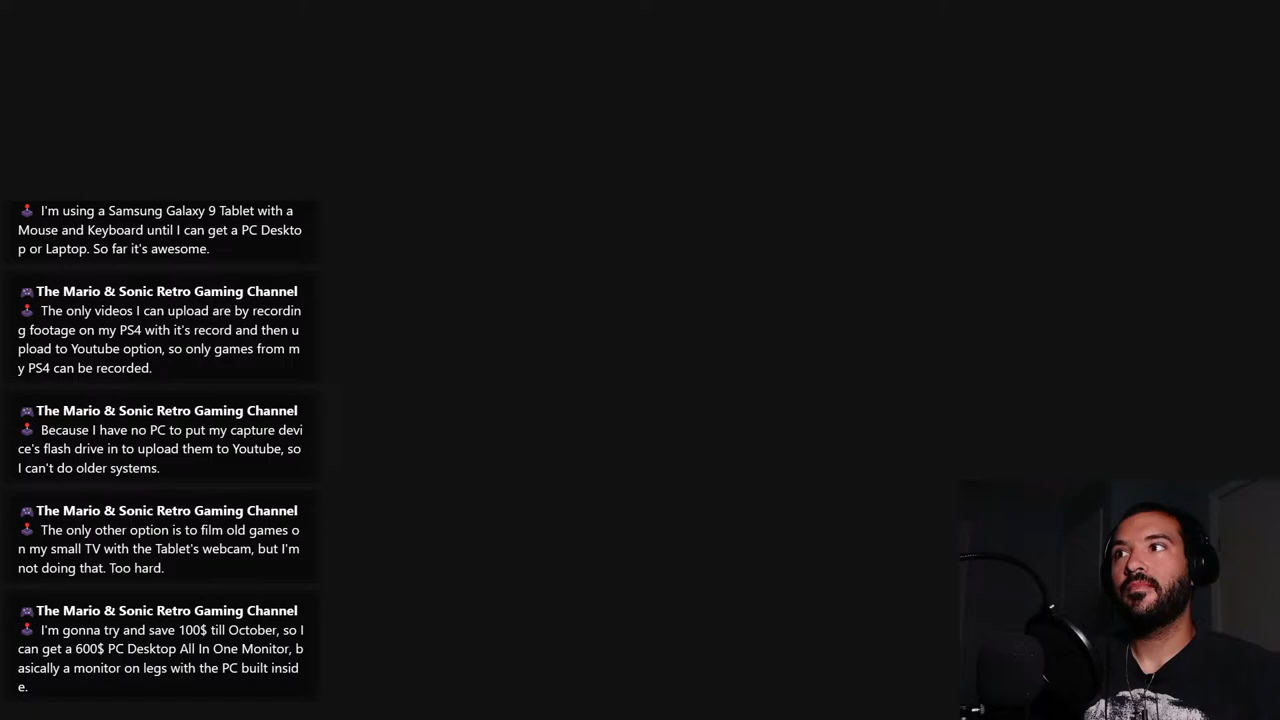 🕹️ I'm using a Samsung Galaxy 9 Tablet with a
Mouse and Keyboard until I can get a PC Deskto
p or Laptop. So far it's awesome.
🎮The Mario & Sonic Retro Gaming Channel
🕹️ The only videos I can upload are by recordin
g footage on my PS4 with it's record and then u
pload to Youtube option, so only games from m
y PS4 can be recorded.
🎮The Mario & Sonic Retro Gaming Channel
🕹️ Because I have no PC to put my capture devi
ce's flash drive in to upload them to Youtube, so
I can't do older systems.
🎮The Mario & Sonic Retro Gaming Channel
🕹️ The only other option is to film old games o
n my small TV with the Tablet's webcam, but I'm
not doing that. Too hard.
🎮The Mario & Sonic Retro Gaming Channel
🕹️ I'm gonna try and save 100$ till October, so I
can get a 600$ PC Desktop All In One Monitor, b
asically a monitor on legs with the PC built insid
e.